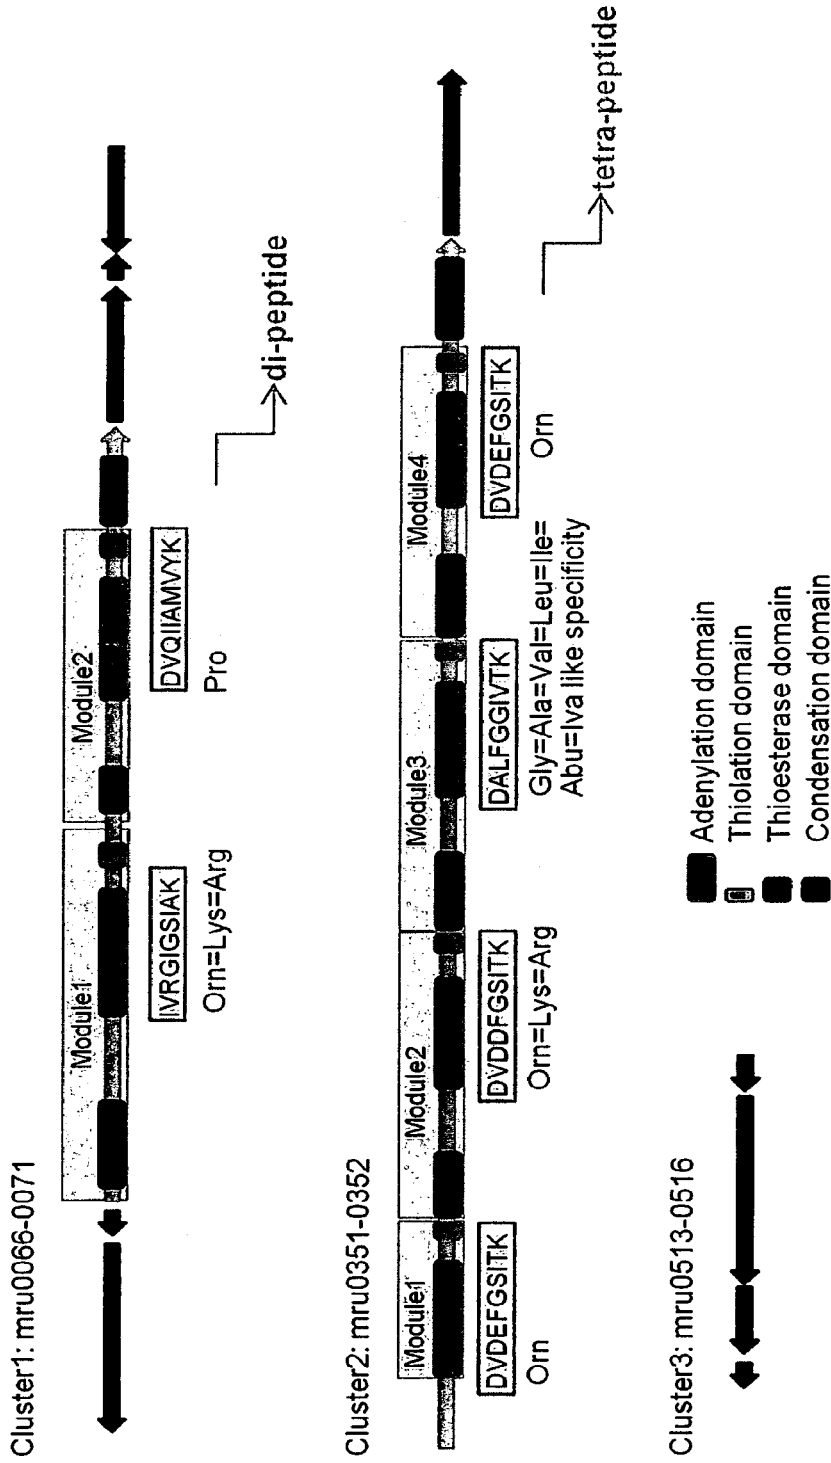 Cluster1: mru0066-0071
Module1
Module2
IVRGIGSIAK
DVQIIAMVYK
Orn=Lys=Arg
Pro
di-peptide
Cluster2: mru0351-0352
Module1
Module2
Module3
Module4
DVDEFGSITK
DVDDFGSITK
DALFGGIVTK
DVDEFGSITK
Orn
Orn=Lys=Arg
Gly=Ala=Val=Leu=Ile=
Abu=Iva like specificity
Orn
tetra-peptide
Cluster3: mru0513-0516
Adenylation domain
Thiolation domain
Thioesterase domain
Condensation domain